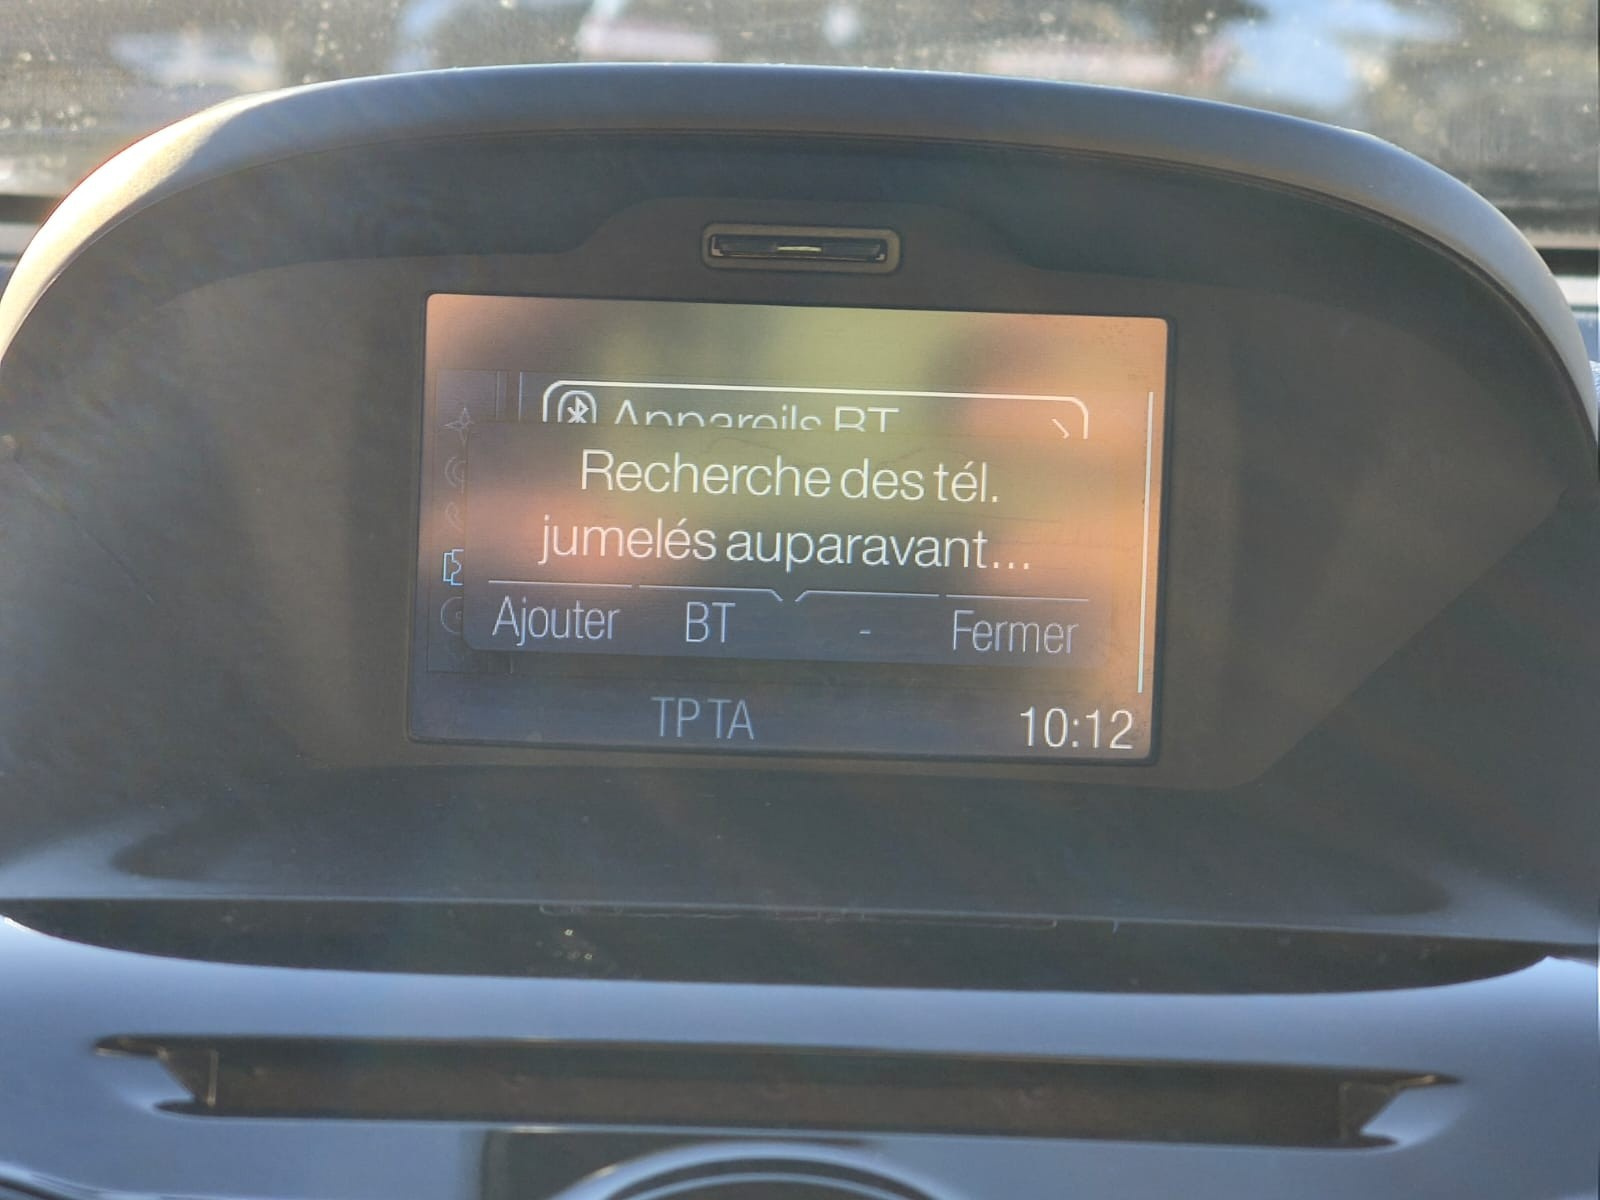 Appareils BT
Recherche des tél.
jumelés auparavant...
Ajouter BT - Fermer
TP TA 10:12